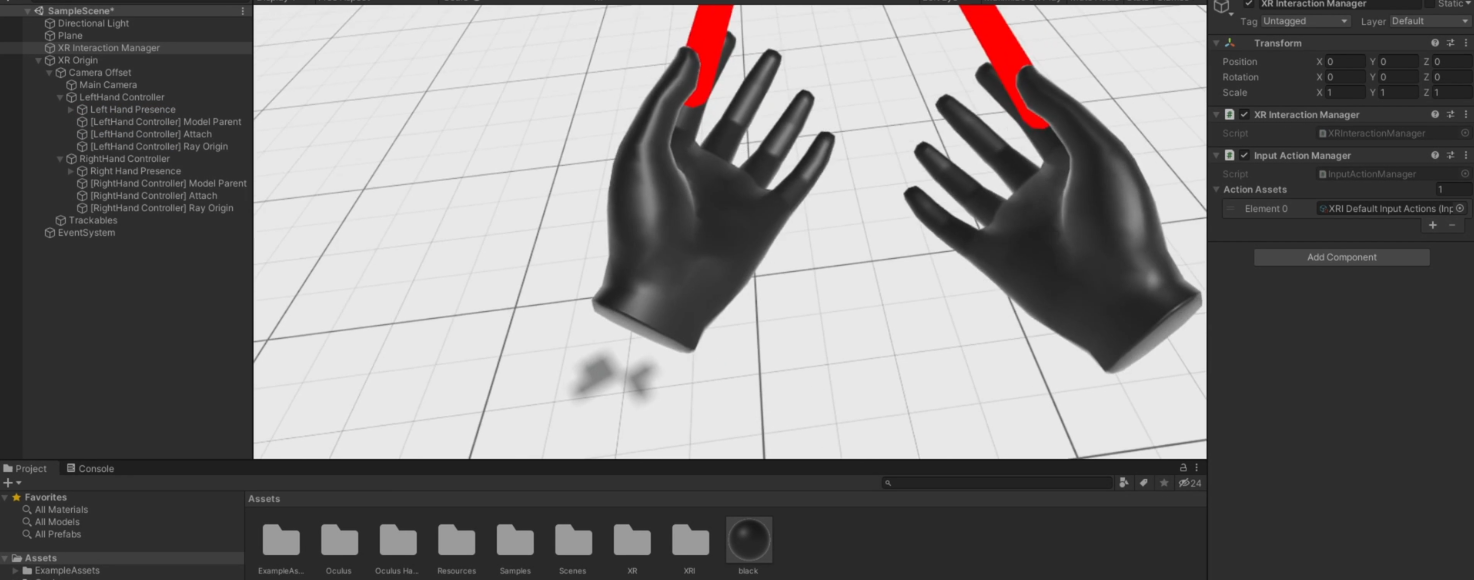 SampleScene*
Directional Light
Plane
XR Interaction Manager
XR Origin
Camera Offset
Main Camera
LeftHand Controller
Left Hand Presence
[LeftHand Controller] Model Parent
[LeftHand Controller] Attach
[LeftHand Controller] Ray Origin
RightHand Controller
Right Hand Presence
[RightHand Controller] Model Parent
[RightHand Controller] Attach
[RightHand Controller] Ray Origin
Trackables
EventSystem
XR Interaction Manager Static
Tag Untagged Layer Default
Transform
Position X 0 Y 0 Z 0
Rotation X 0 Y 0 Z 0
Scale X 1 Y 1 Z 1
XR Interaction Manager
Script XRInteractionManager
Input Action Manager
Script InputActionManager
Action Assets 1
Element 0 XRI Default Input Actions (Inp
Add Component
Project Console
24
Favorites
All Materials
All Models
All Prefabs
Assets
ExampleAssets
Assets
ExampleAs... Oculus Oculus Ha... Resources Samples Scenes XR XRI black